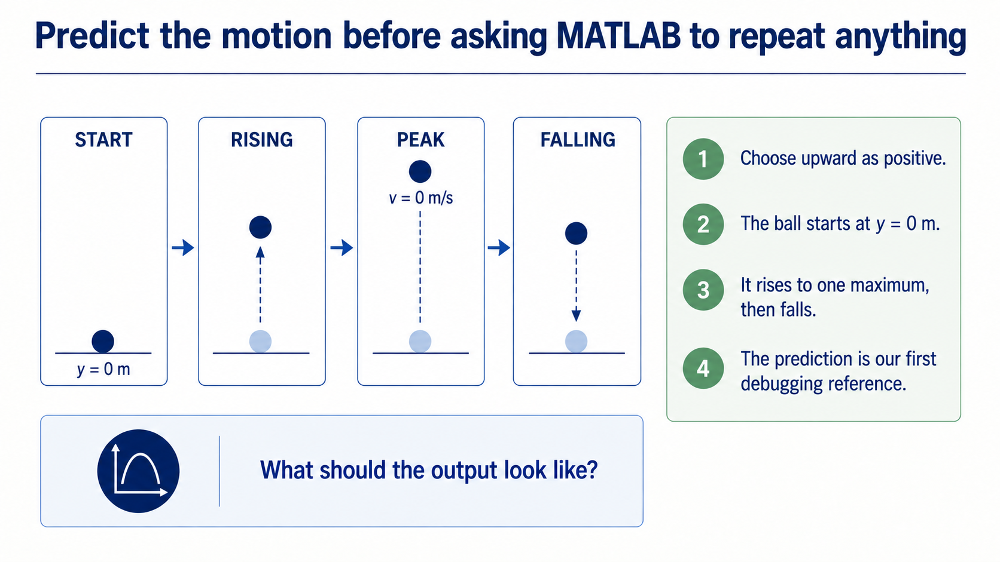 Predict the motion before asking MATLAB to repeat anything
START
y = 0 m
RISING
PEAK
v = 0 m/s
FALLING
1
Choose upward as positive.
2
The ball starts at y = 0 m.
3
It rises to one maximum,
then falls.
4
The prediction is our first
debugging reference.
What should the output look like?